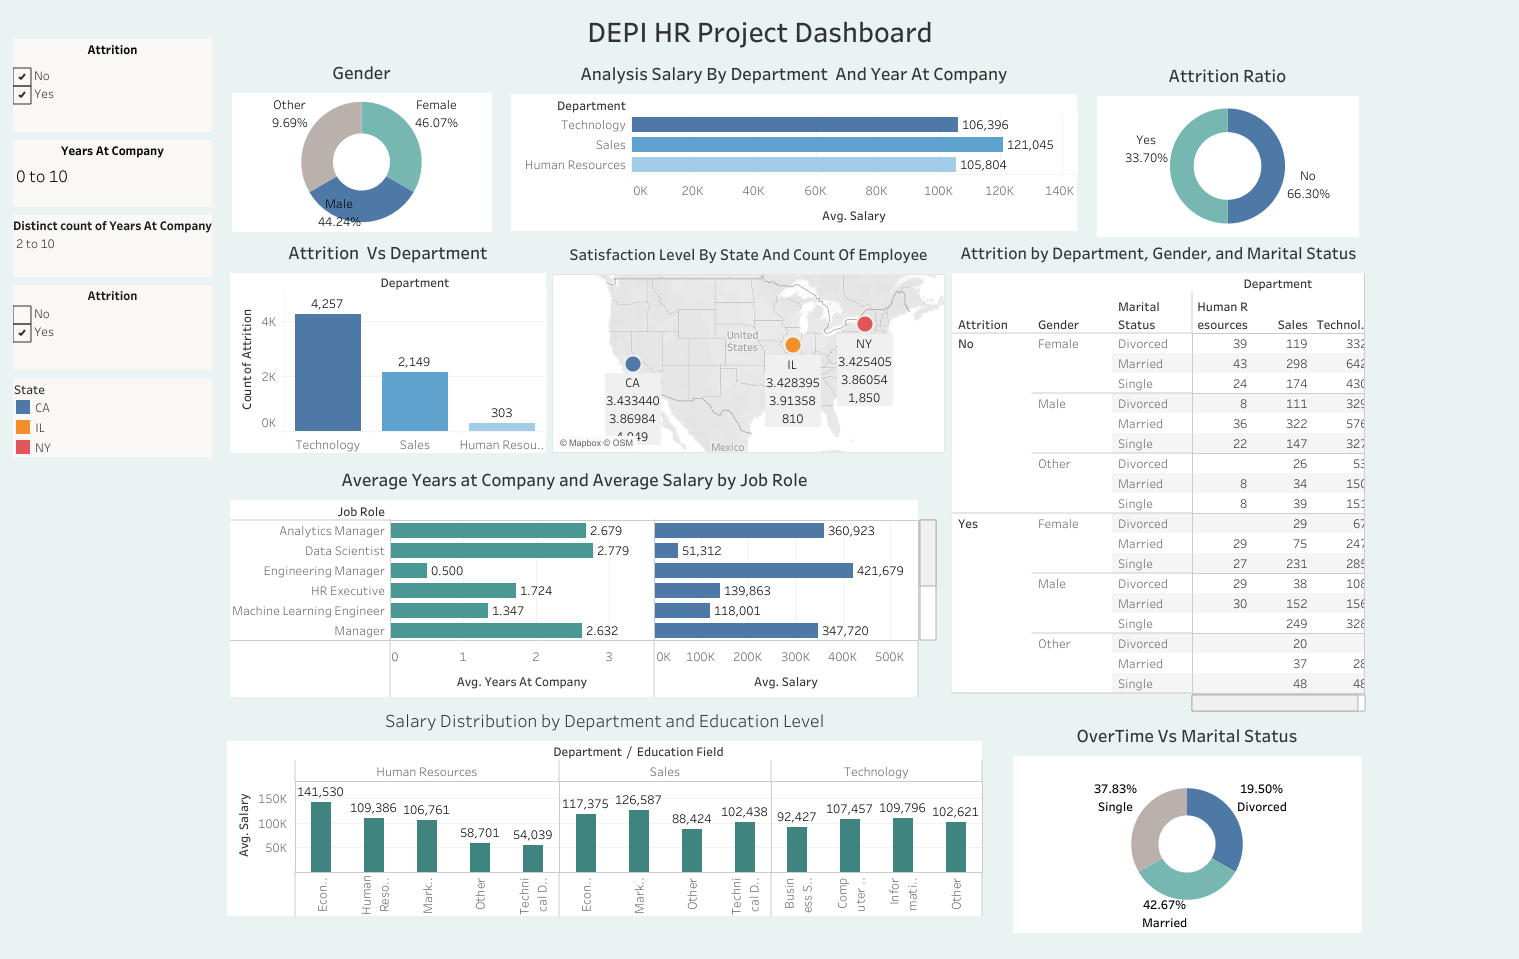 DEPI HR Project Dashboard
Attrition
No
Yes
Years At Company
0 to 10
Distinct count of Years At Company
2 to 10
Attrition
No
Yes
State
CA
IL
NY
Gender
Other
9.69%
Female
46.07%
Male
44.24%
Analysis Salary By Department And Year At Company
Department
Technology 106,396
Sales 121,045
Human Resources 105,804
0K 20K 40K 60K 80K 100K 120K 140K
Avg. Salary
Attrition Ratio
Yes
33.70%
No
66.30%
Attrition Vs Department
Department
Count of Attrition
4K
2K
0K
4,257
2,149
303
Technology Sales Human Resou..
Satisfaction Level By State And Count Of Employee
United
States
Mexico
CA
3.433440
3.86984
4,049
IL
3.428395
3.91358
810
NY
3.425405
3.86054
1,850
© Mapbox © OSM
Attrition by Department, Gender, and Marital Status
Department
Marital Human R
Attrition Gender Status esources Sales Technol.
No Female Divorced 39 119 332
Married 43 298 642
Single 24 174 430
Male Divorced 8 111 329
Married 36 322 576
Single 22 147 327
Other Divorced 26 53
Married 8 34 150
Single 8 39 151
Yes Female Divorced 29 67
Married 29 75 247
Single 27 231 285
Male Divorced 29 38 108
Married 30 152 156
Single 249 328
Other Divorced 20
Married 37 28
Single 48 48
Average Years at Company and Average Salary by Job Role
Job Role
Analytics Manager 2.679 360,923
Data Scientist 2.779 51,312
Engineering Manager 0.500 421,679
HR Executive 1.724 139,863
Machine Learning Engineer 1.347 118,001
Manager 2.632 347,720
0 1 2 3 0K 100K 200K 300K 400K 500K
Avg. Years At Company Avg. Salary
Salary Distribution by Department and Education Level
Department / Education Field
Human Resources Sales Technology
Avg. Salary
150K
100K
50K
141,530 109,386 106,761 58,701 54,039 117,375 126,587 88,424 102,438 92,427 107,457 109,796 102,621
Econ..
Human
Reso..
Mark..
Other
Techni
cal D..
Econ..
Mark..
Other
Techni
cal D..
Busin
ess S..
Comp
uter ..
Infor
mati..
Other
OverTime Vs Marital Status
37.83%
Single
19.50%
Divorced
42.67%
Married